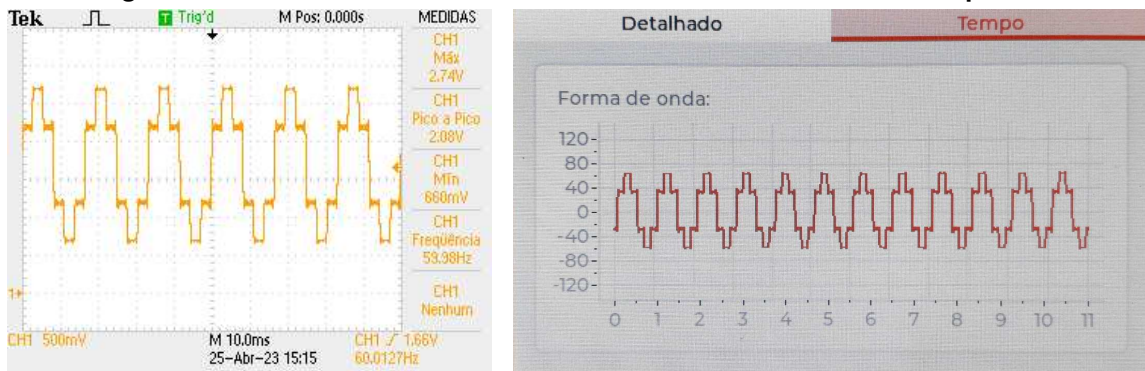 Tek
T Trig'd
M Pos: 0.000s
MEDIDAS
CH1
Máx
2.74V
CH1
Pico a Pico
2.08V
CH1
Mín
660mV
CH1
Freqüência
59.98Hz
CH1
Nenhum
1
CH1 500mV
M 10.0ms
CH1 1.66V
25-Abr-23 15:15
60.0127Hz
Detalhado
Tempo
Forma de onda:
120
80
40
0
-40
-80
-120
0 1 2 3 4 5 6 7 8 9 10 11